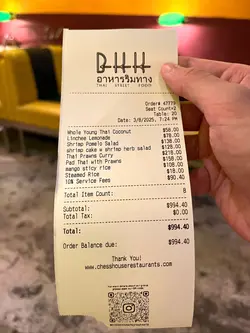 DHH
อาหารริมทาง
THAI STREET FOOD
Order# 47779
Seat Count=2
Table: 20
Date: 3/8/2025, 7:24 PM
Whole Young Thai Coconut $58.00
Linchee Lemonade $78.00
Shrimp Pomelo Salad $138.00
shrimp cake & shrimp herb salad $128.00
Thai Prawns Curry $218.00
Pad Thai with Prawns $158.00
mango sticy rice $108.00
Steamed Rice $18.00
10% Service Fees $90.40
Total Item Count: 8
Subtotal: $994.40
Total Tax: $0.00
Total: $994.40
Order Balance due: $994.40
Thank You!
www.chesshouserestaurants.com